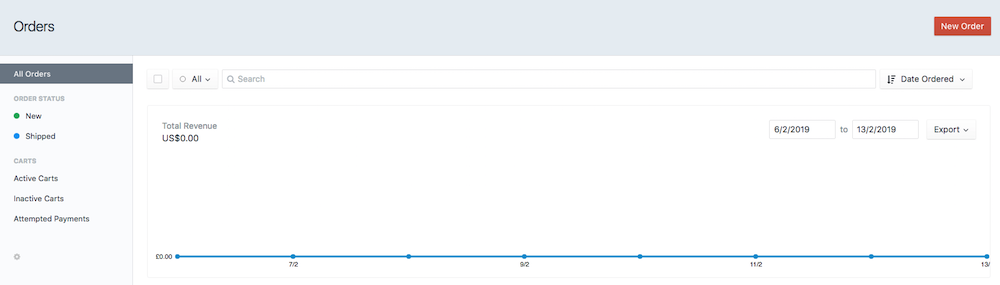 Orders
New Order
All Orders
ORDER STATUS
New
Shipped
CARTS
Active Carts
Inactive Carts
Attempted Payments
All
Search
Date Ordered
Total Revenue
US$0.00
6/2/2019 to 13/2/2019
Export
£0.00
7/2 9/2 11/2 13/